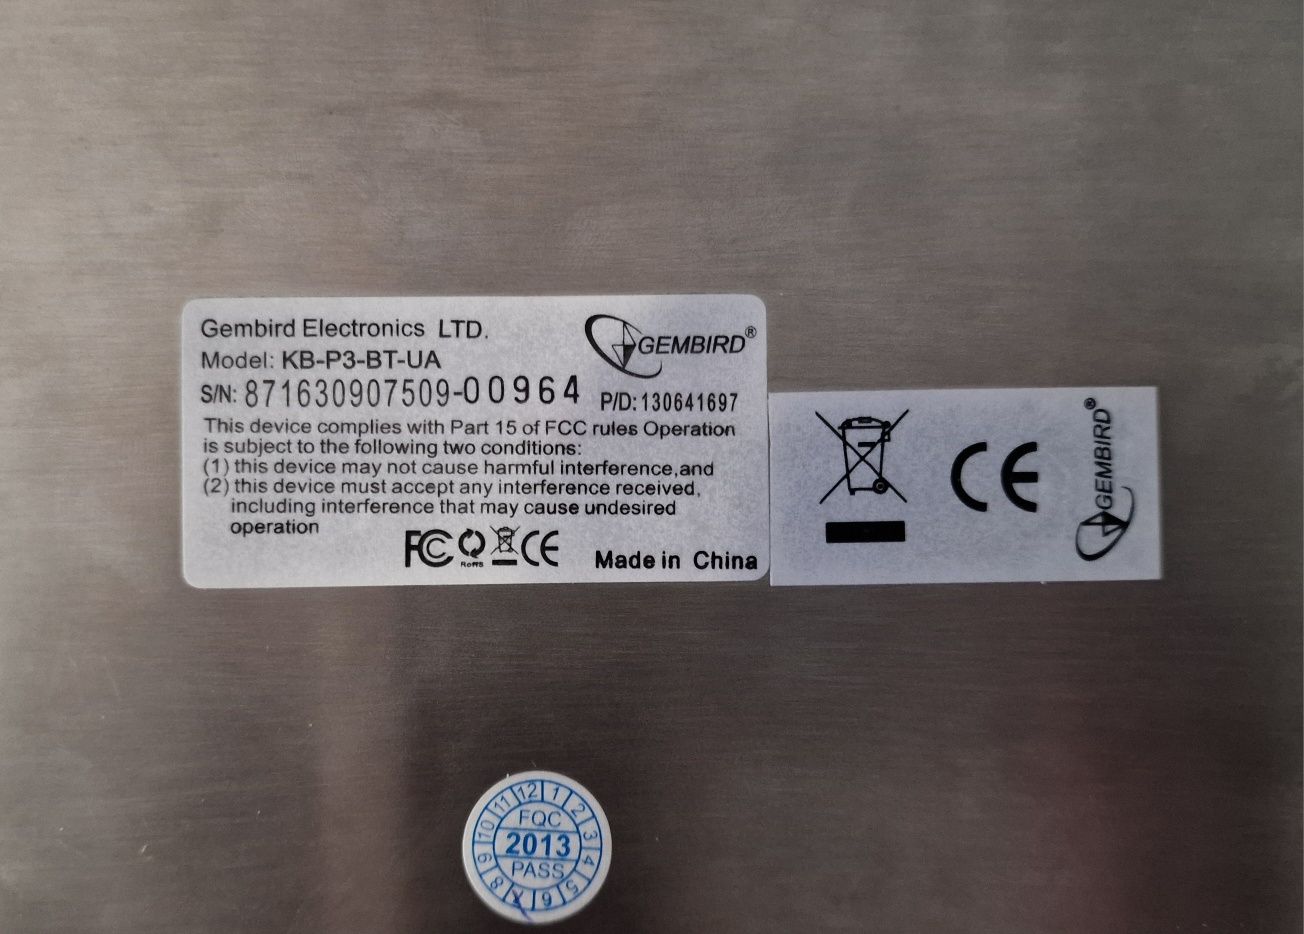 Gembird Electronics LTD.
GEMBIRD®
Model: KB-P3-BT-UA
S/N: 871630907509-00964
P/D:130641697
This device complies with Part 15 of FCC rules Operation
is subject to the following two conditions:
(1) this device may not cause harmful interference,and
(2) this device must accept any interference received,
including interference that may cause undesired
operation
FC RoHS CE
Made in China
CE
GEMBIRD®
12 1 2 3 4 5 6 8 9 10 11
FQC
2013
PASS